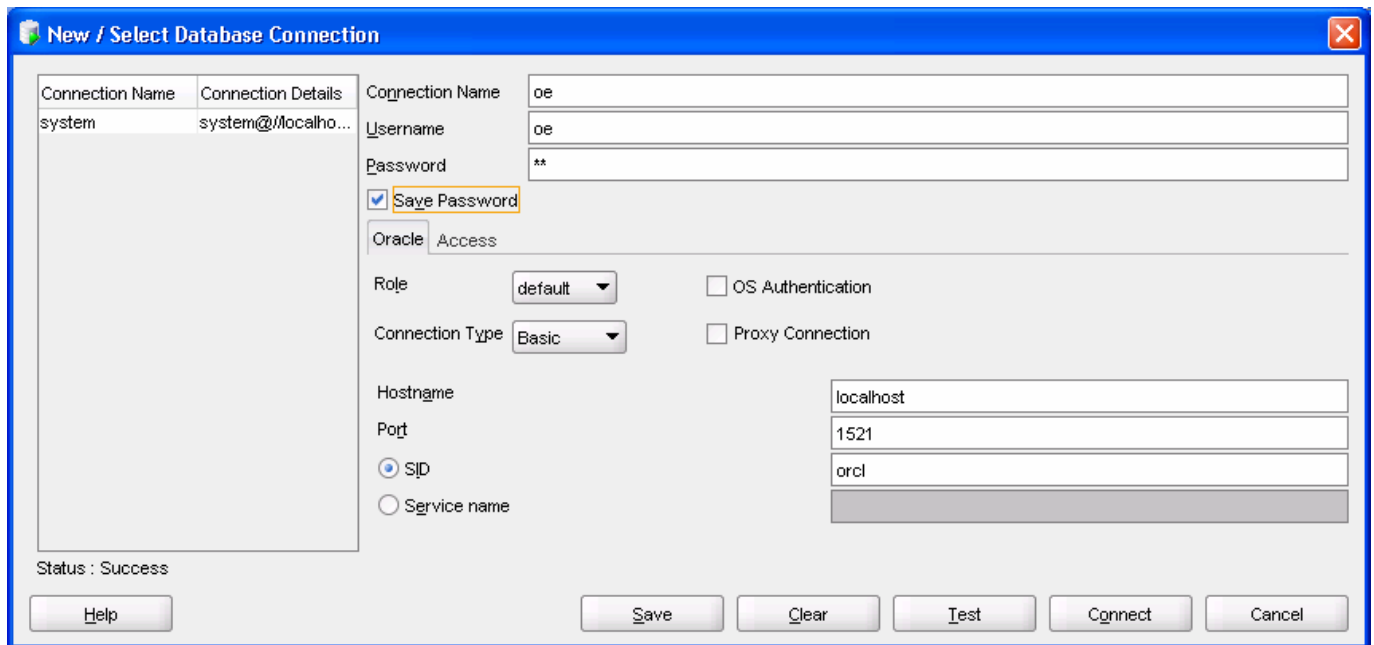 New / Select Database Connection
Connection Name Connection Details
system system@//localho...
Connection Name oe
Username oe
Password **
Save Password
Oracle Access
Role default OS Authentication
Connection Type Basic Proxy Connection
Hostname localhost
Port 1521
SID orcl
Service name
Status : Success
Help Save Clear Test Connect Cancel